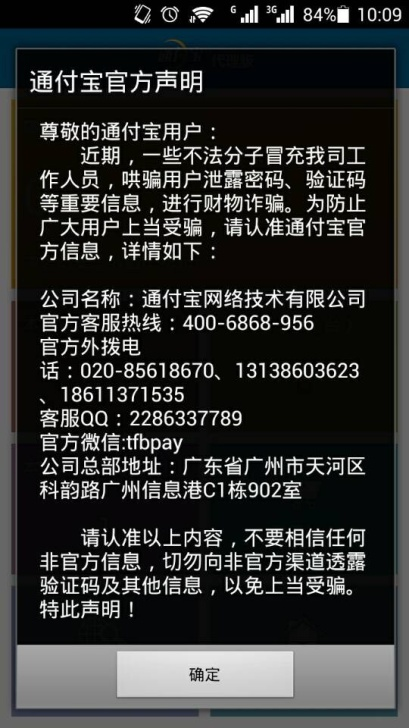 G 3G 84% 10:09
通付宝官方声明
尊敬的通付宝用户：
近期，一些不法分子冒充我司工
作人员，哄骗用户泄露密码、验证码
等重要信息，进行财物诈骗。为防止
广大用户上当受骗，请认准通付宝官
方信息，详情如下：
公司名称：通付宝网络技术有限公司
官方客服热线：400-6868-956
官方外拨电
话：020-85618670、13138603623
、18611371535
客服QQ：2286337789
官方微信:tfbpay
公司总部地址：广东省广州市天河区
科韵路广州信息港C1栋902室
请认准以上内容，不要相信任何
非官方信息，切勿向非官方渠道透露
验证码及其他信息，以免上当受骗。
特此声明！
确定